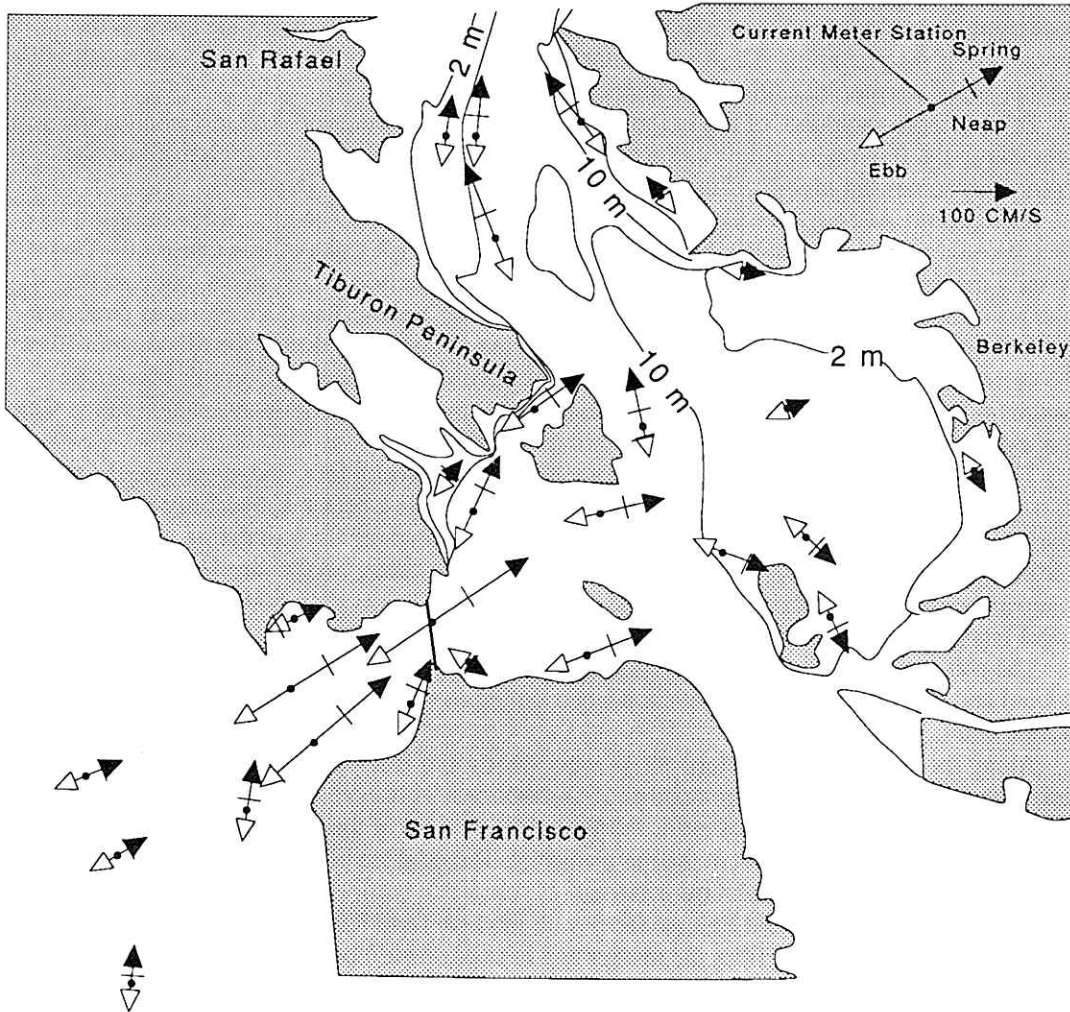 San Rafael
2 m
Current Meter Station
Spring
Neap
Ebb
100 CM/S
10 m
Tiburon Peninsula
10 m
2 m
Berkeley
San Francisco